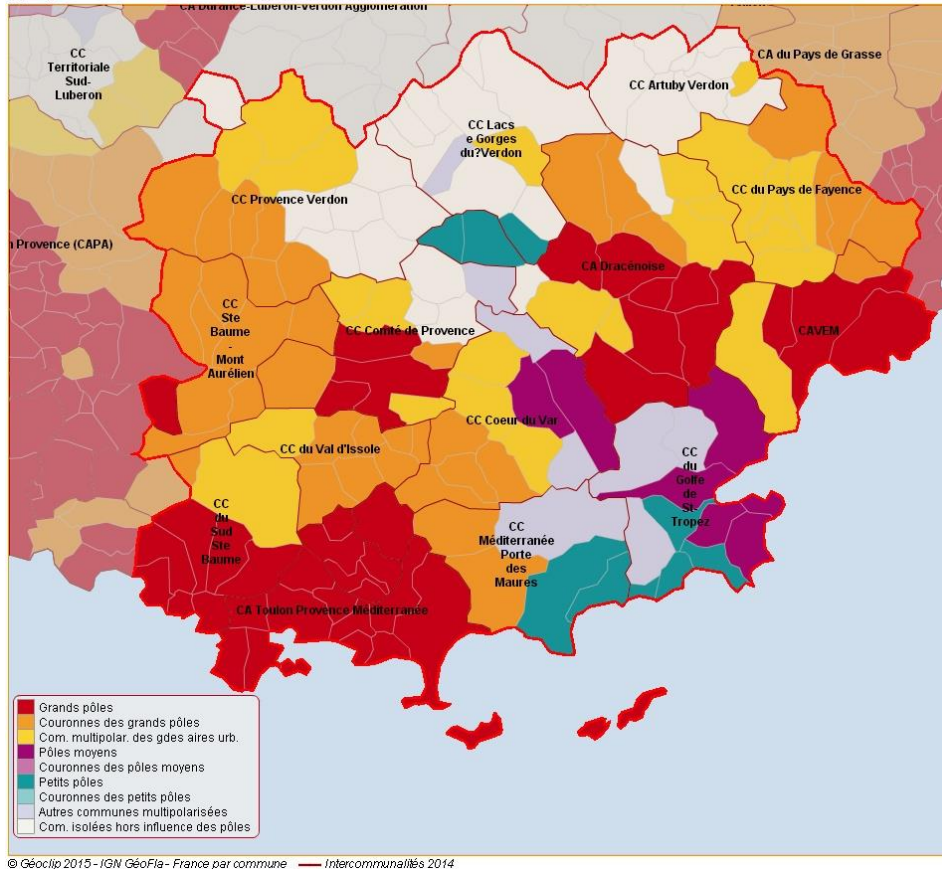 CA Durance-Luberon-Verdon Agglomération
CC
Territoriale
Sud-
Luberon
CA du Pays de Grasse
CC Artuby Verdon
CC Lacs
e Gorges
du?Verdon
CC Provence Verdon
CC du Pays de Fayence
n Provence (CAPA)
CA Dracénoise
CC
Ste
Baume
-
Mont
Aurélien
CC Comté de Provence
CAVEM
CC Coeur du Var
CC du Val d'Issole
CC
du
Golfe
de
St-
Tropez
CC
du
Sud
Ste
Baume
CC
Méditerranée
Porte
des
Maures
CA Toulon Provence Méditerranée
Grands pôles
Couronnes des grands pôles
Com. multipolar. des gdes aires urb.
Pôles moyens
Couronnes des pôles moyens
Petits pôles
Couronnes des petits pôles
Autres communes multipolarisées
Com. isolées hors influence des pôles
© Géoclip 2015 - IGN GéoFla - France par commune — Intercommunalités 2014